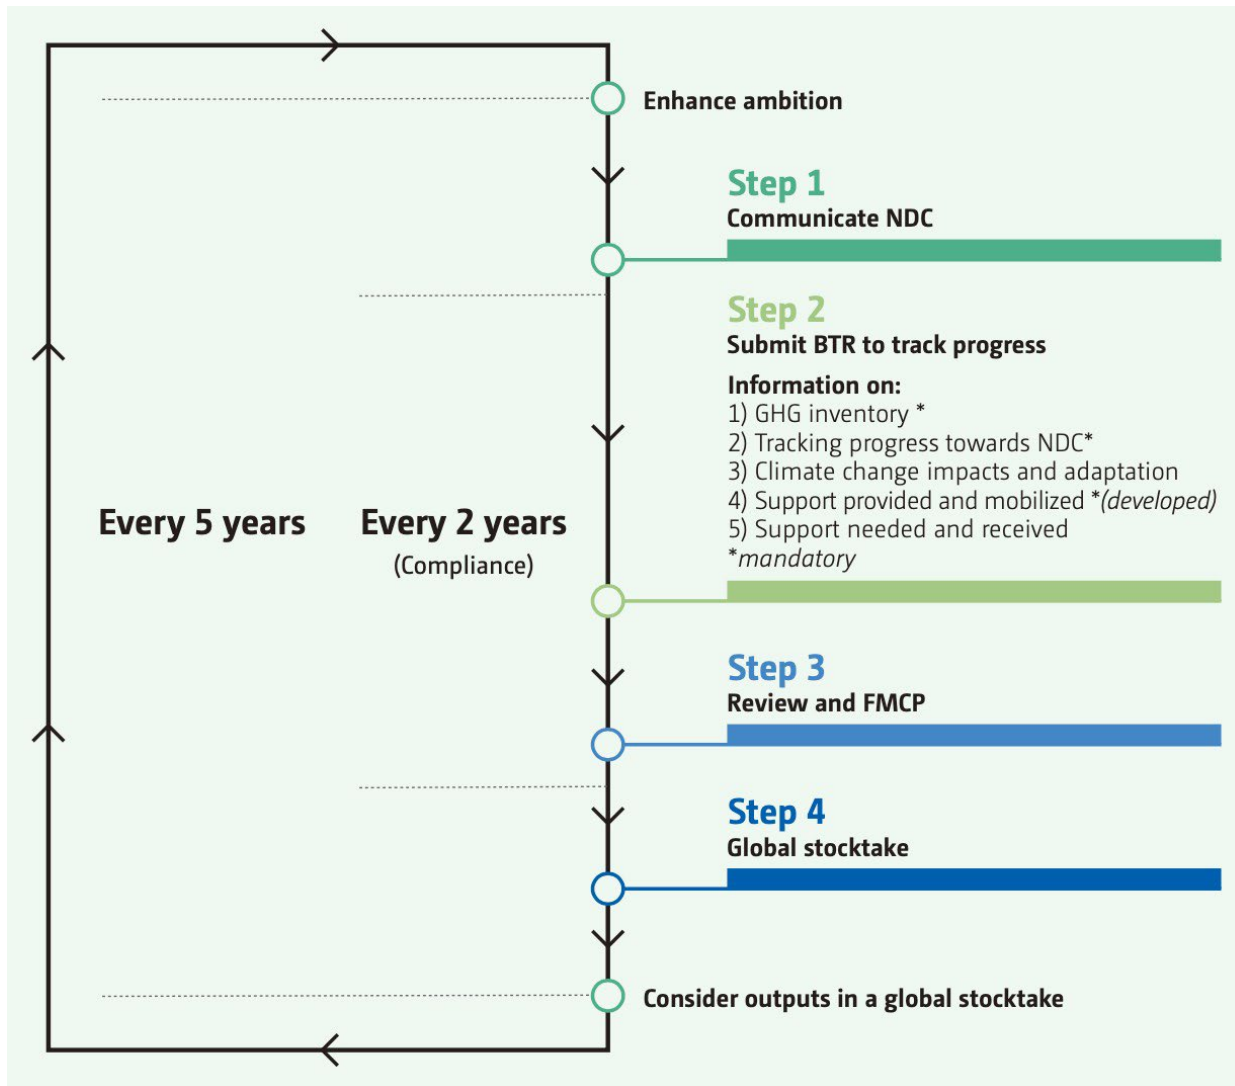 Enhance ambition
Step 1
Communicate NDC
Step 2
Submit BTR to track progress
Information on:
1) GHG inventory *
2) Tracking progress towards NDC*
3) Climate change impacts and adaptation
4) Support provided and mobilized *(developed)
5) Support needed and received
*mandatory
Every 5 years
Every 2 years
(Compliance)
Step 3
Review and FMCP
Step 4
Global stocktake
Consider outputs in a global stocktake